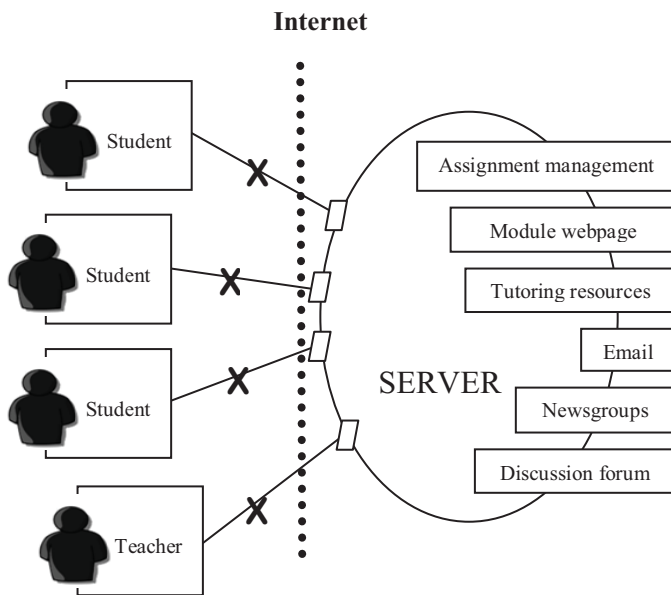 Internet
Student
Student
Student
Teacher
SERVER
Assignment management
Module webpage
Tutoring resources
Email
Newsgroups
Discussion forum